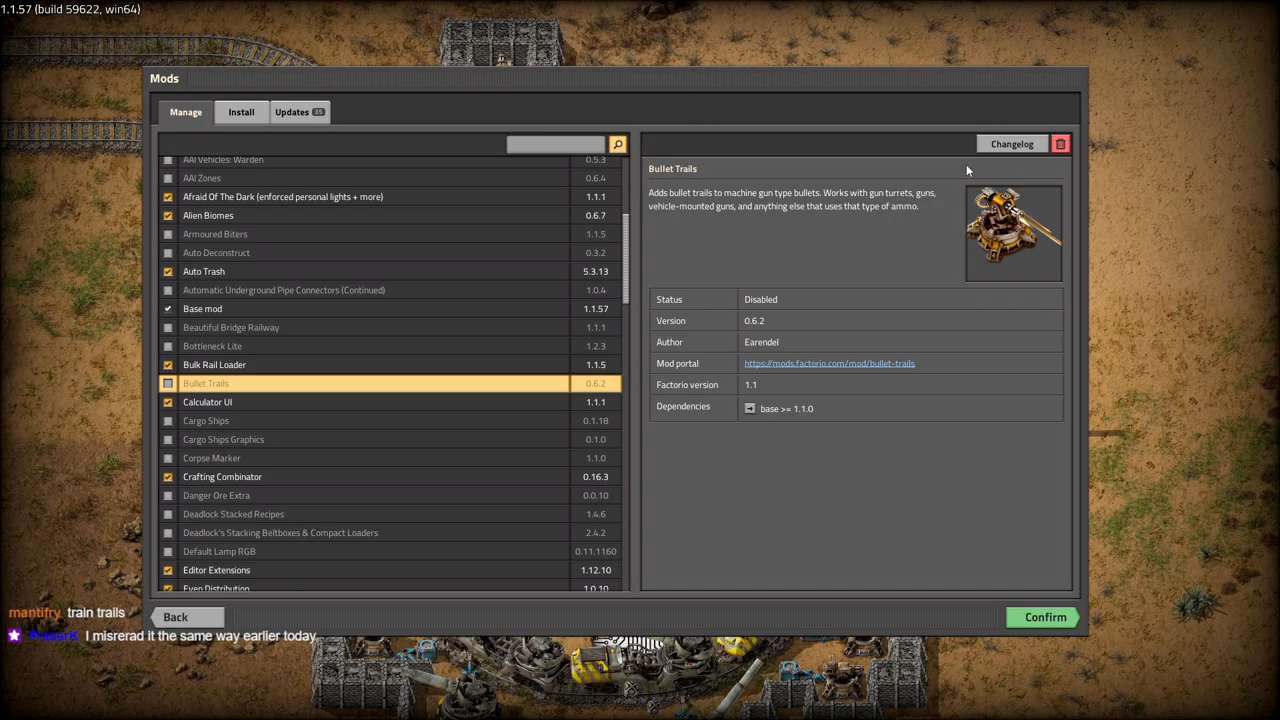 1.1.57 (build 59622, win64)
Mods
Manage
Install
Updates 35
Changelog
AAI Vehicles: Warden 0.5.3
AAI Zones 0.6.4
Afraid Of The Dark (enforced personal lights + more) 1.1.1
Alien Biomes 0.6.7
Armoured Biters 1.1.5
Auto Deconstruct 0.3.2
Auto Trash 5.3.13
Automatic Underground Pipe Connectors (Continued) 1.0.4
Base mod 1.1.57
Beautiful Bridge Railway 1.1.1
Bottleneck Lite 1.2.3
Bulk Rail Loader 1.1.5
Bullet Trails 0.6.2
Calculator UI 1.1.1
Cargo Ships 0.1.18
Cargo Ships Graphics 0.1.0
Corpse Marker 1.1.0
Crafting Combinator 0.16.3
Danger Ore Extra 0.0.10
Deadlock Stacked Recipes 1.4.6
Deadlock's Stacking Beltboxes & Compact Loaders 2.4.2
Default Lamp RGB 0.11.1160
Editor Extensions 1.12.10
Even Distribution 1.0.10
Bullet Trails
Adds bullet trails to machine gun type bullets. Works with gun turrets, guns,
vehicle-mounted guns, and anything else that uses that type of ammo.
Status Disabled
Version 0.6.2
Author Earendel
Mod portal https://mods.factorio.com/mod/bullet-trails
Factorio version 1.1
Dependencies base >= 1.1.0
mantifry train trails
PrasarK I misrerad it the same way earlier today
Back
Confirm